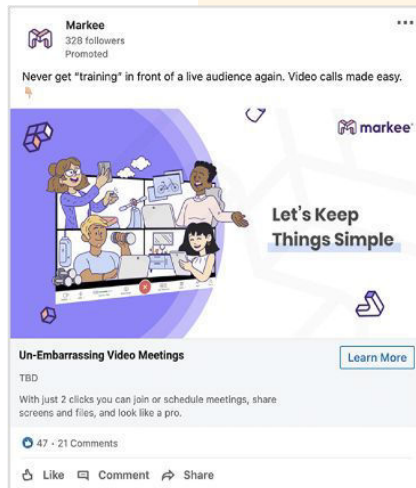 Markee
328 followers
Promoted
Never get “training” in front of a live audience again. Video calls made easy.
markee
Let's Keep
Things Simple
Un-Embarrassing Video Meetings
Learn More
TBD
With just 2 clicks you can join or schedule meetings, share
screens and files, and look like a pro.
47 · 21 Comments
Like Comment Share